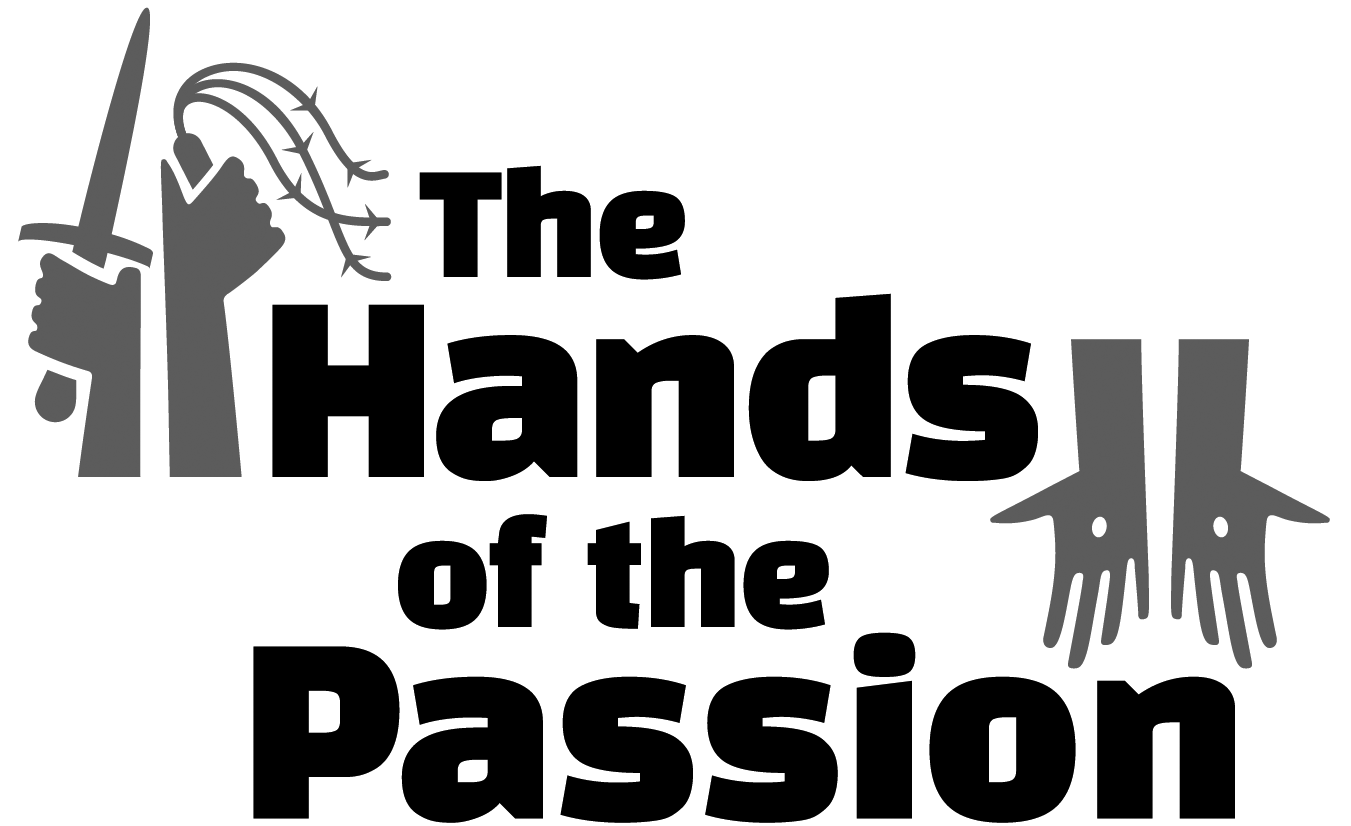 The
Hands
of the
Passion